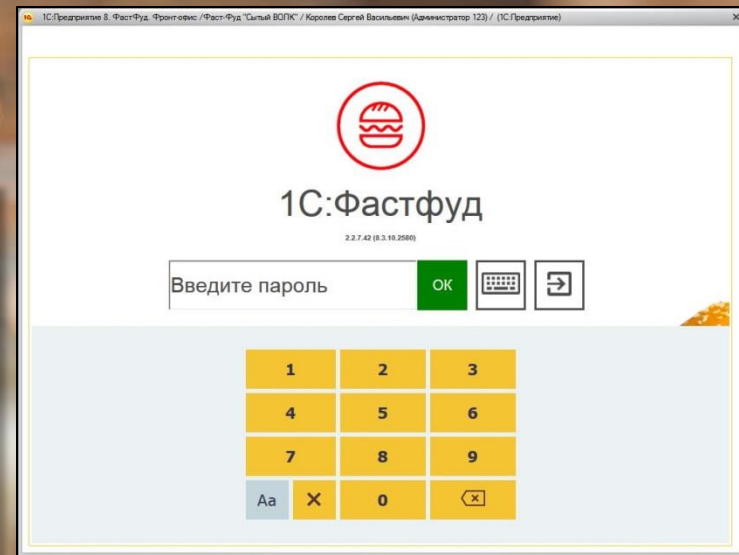 1С:Предприятие 8. ФастФуд. Фронт-офис /Фаст-Фуд "Сытый ВОЛК" / Королев Сергей Васильевич (Администратор 123) / (1С:Предприятие)
1С:Фастфуд
2.2.7.42 (8.3.10.2580)
Введите пароль
ОК
1 2 3
4 5 6
7 8 9
Aa 0